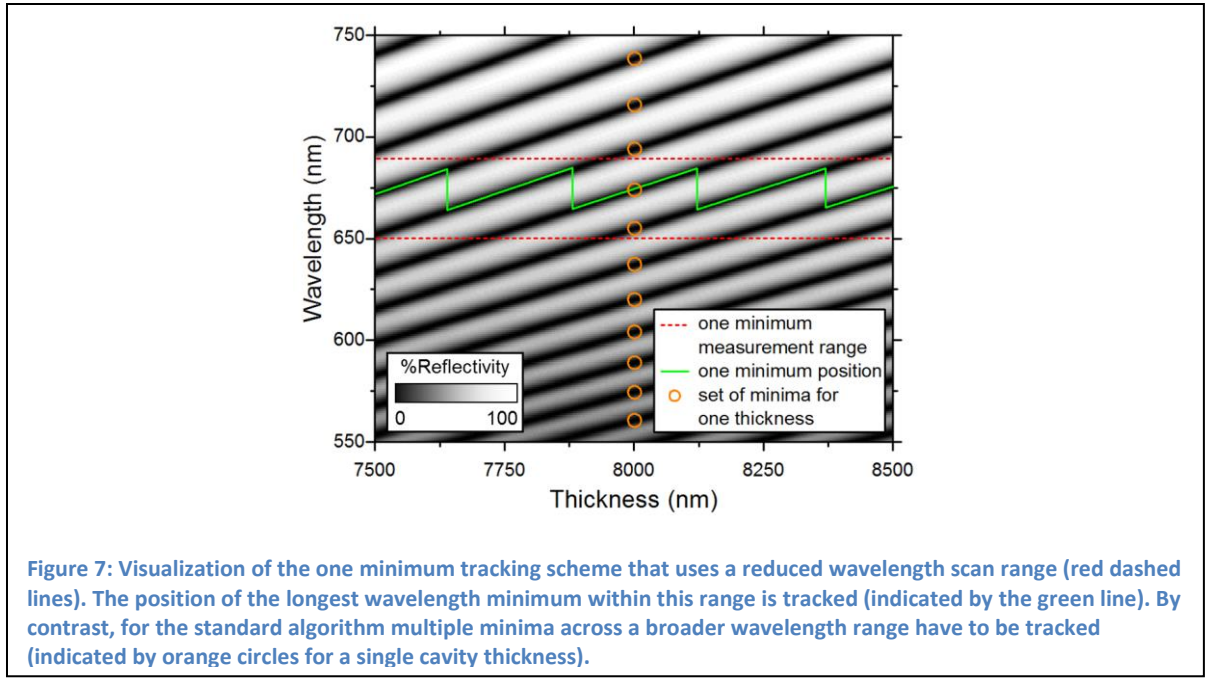 750
700
650
600
550
Wavelength (nm)
%Reflectivity
0 100
one minimum
measurement range
one minimum position
set of minima for
one thickness
7500 7750 8000 8250 8500
Thickness (nm)
Figure 7: Visualization of the one minimum tracking scheme that uses a reduced wavelength scan range (red dashed
lines). The position of the longest wavelength minimum within this range is tracked (indicated by the green line). By
contrast, for the standard algorithm multiple minima across a broader wavelength range have to be tracked
(indicated by orange circles for a single cavity thickness).